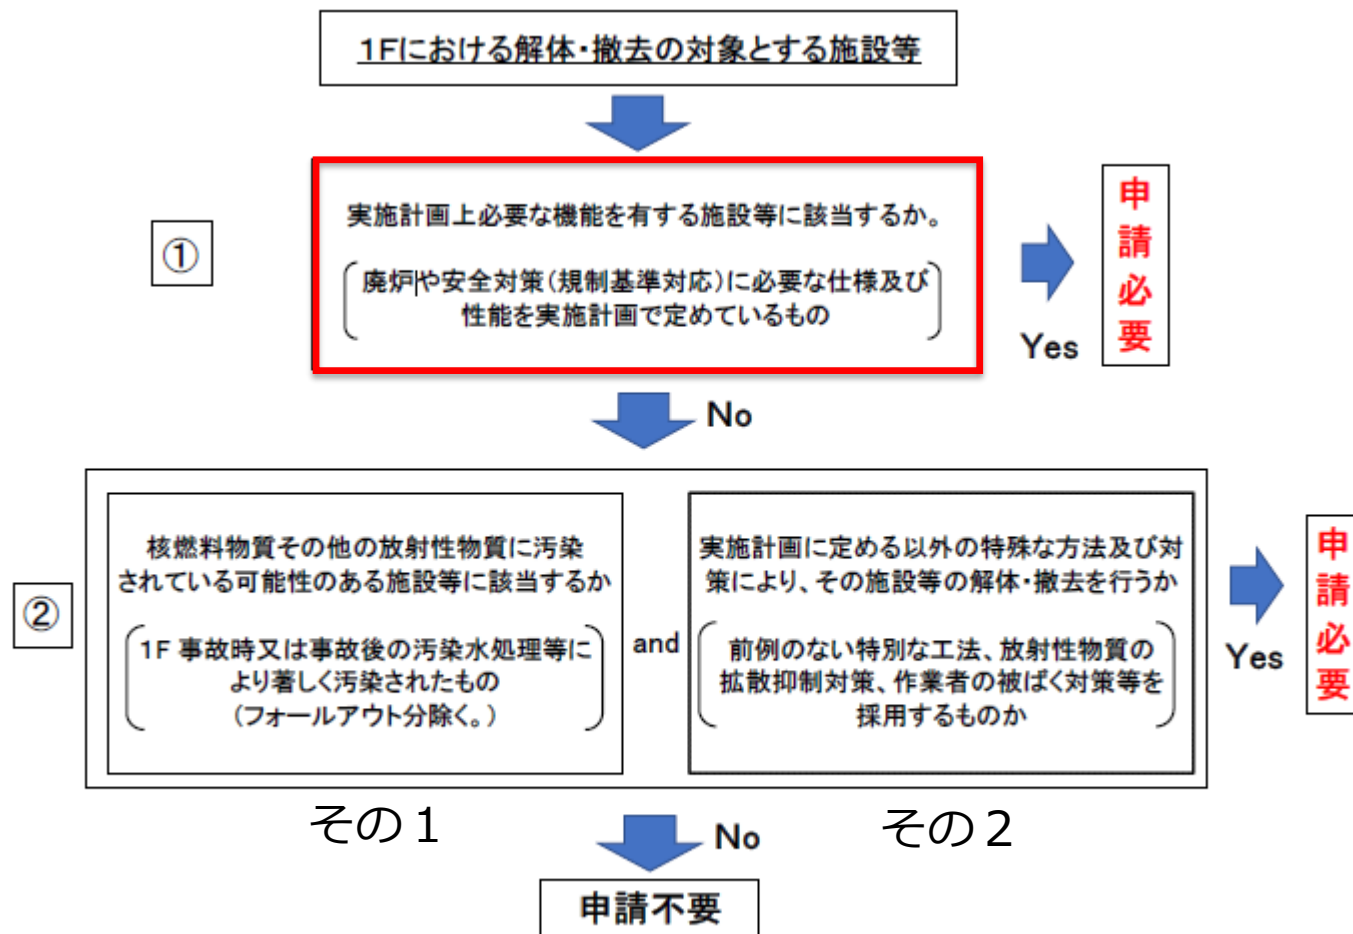 1Fにおける解体・撤去の対象とする施設等
①
実施計画上必要な機能を有する施設等に該当するか。
廃炉や安全対策(規制基準対応)に必要な仕様及び
性能を実施計画で定めているもの
Yes
申請必要
No
②
核燃料物質その他の放射性物質に汚染
されている可能性のある施設等に該当するか
1F 事故時又は事故後の汚染水処理等に
より著しく汚染されたもの
(フォールアウト分除く。)
and
実施計画に定める以外の特殊な方法及び対
策により、その施設等の解体・撤去を行うか
前例のない特別な工法、放射性物質の
拡散抑制対策、作業者の被ばく対策等を
採用するものか
Yes
申請必要
その1
その2
No
申請不要